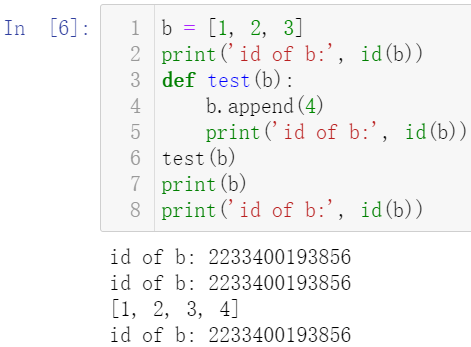 In [6]:
1 b = [1, 2, 3]
2 print('id of b:', id(b))
3 def test(b):
4     b.append(4)
5     print('id of b:', id(b))
6 test(b)
7 print(b)
8 print('id of b:', id(b))
id of b: 2233400193856
id of b: 2233400193856
[1, 2, 3, 4]
id of b: 2233400193856